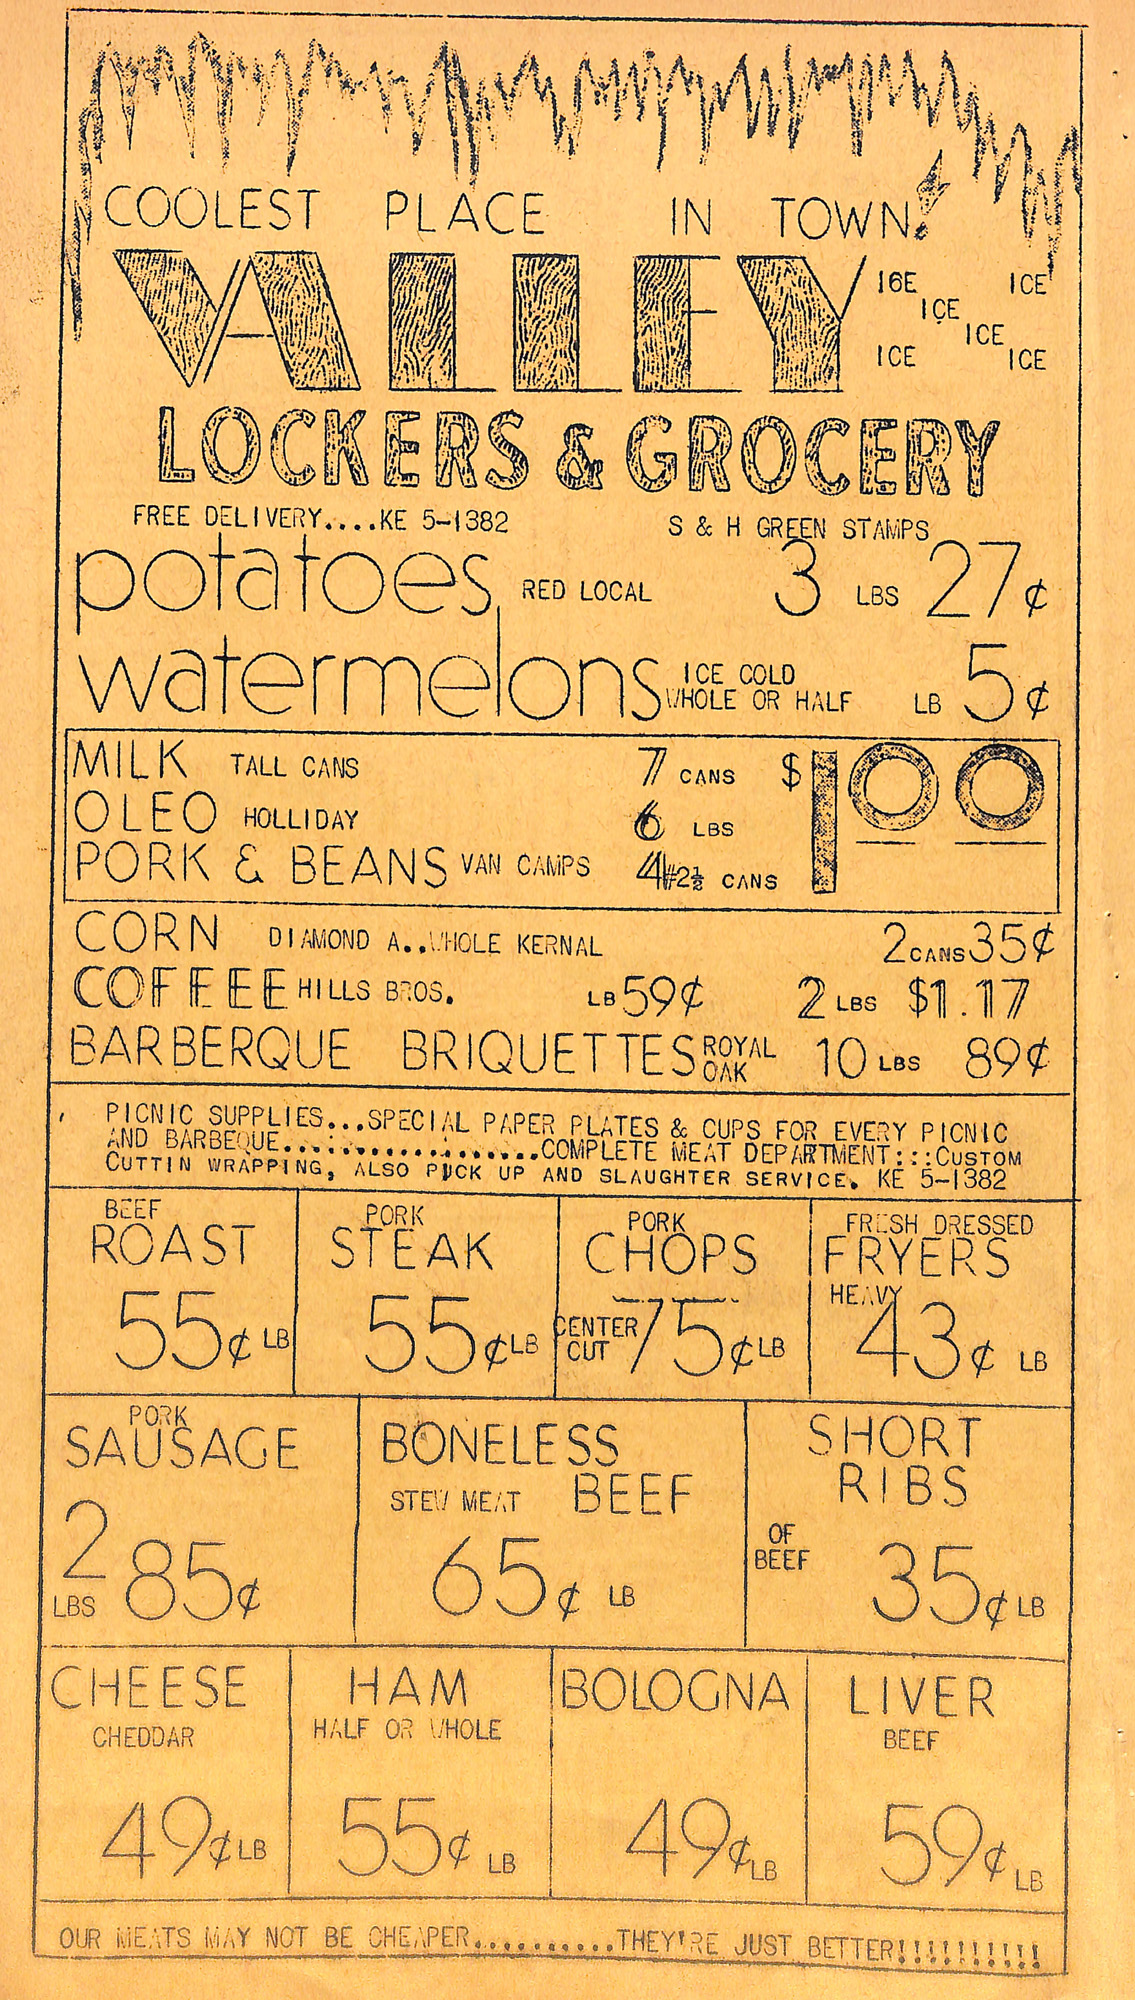 COOLEST PLACE IN TOWN!
VALLEY
16E ICE
ICE
ICE
ICE ICE
LOCKERS & GROCERY
FREE DELIVERY....KE 5-1382 S & H GREEN STAMPS
potatoes, RED LOCAL 3 LBS 27¢
watermelons ICE COLD WHOLE OR HALF LB 5¢
MILK TALL CANS 7 CANS $1 00
OLEO HOLLIDAY 6 LBS
PORK & BEANS VAN CAMPS 4 #2½ CANS
CORN DIAMOND A..WHOLE KERNAL 2 CANS 35¢
COFFEE HILLS BROS. LB 59¢ 2 LBS $1.17
BARBERQUE BRIQUETTES ROYAL OAK 10 LBS 89¢
PICNIC SUPPLIES...SPECIAL PAPER PLATES & CUPS FOR EVERY PICNIC
AND BARBEQUE......................COMPLETE MEAT DEPARTMENT:::CUSTOM
CUTTIN WRAPPING, ALSO PUCK UP AND SLAUGHTER SERVICE. KE 5-1382
BEEF
ROAST
55¢ LB
PORK
STEAK
55¢ LB
PORK
CHOPS
CENTER CUT 75¢ LB
FRESH DRESSED
FRYERS
HEAVY
43¢ LB
PORK
SAUSAGE
2 LBS 85¢
BONELESS
STEW MEAT BEEF
65¢ LB
SHORT
RIBS
OF BEEF 35¢ LB
CHEESE
CHEDDAR
49¢ LB
HAM
HALF OR WHOLE
55¢ LB
BOLOGNA
49¢ LB
LIVER
BEEF
59¢ LB
OUR MEATS MAY NOT BE CHEAPER...........THEY'RE JUST BETTER!!!!!!!!!!